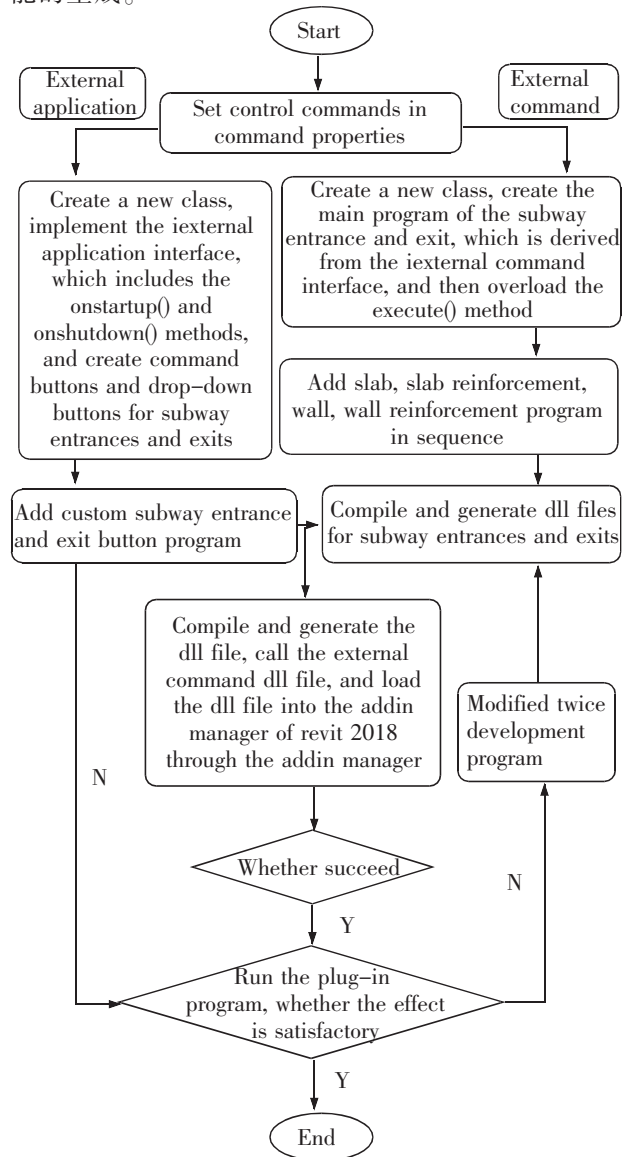 能的生成。
Start
External
application
External
command
Set control commands in
command properties
Create a new class,
implement the iexternal
application interface,
which includes the
onstartup() and
onshutdown() methods,
and create command
buttons and drop-down
buttons for subway
entrances and exits
Create a new class, create the
main program of the subway
entrance and exit, which is derived
from the iexternal command
interface, and then overload the
execute() method
Add slab, slab reinforcement,
wall, wall reinforcement program
in sequence
Add custom subway entrance
and exit button program
Compile and generate dll files
for subway entrances and exits
Compile and generate the
dll file, call the external
command dll file, and load
the dll file into the addin
manager of revit 2018
through the addin manager
Modified twice
development
program
N
Whether succeed
N
Y
Run the plug-in
program, whether the effect
is satisfactory
Y
End